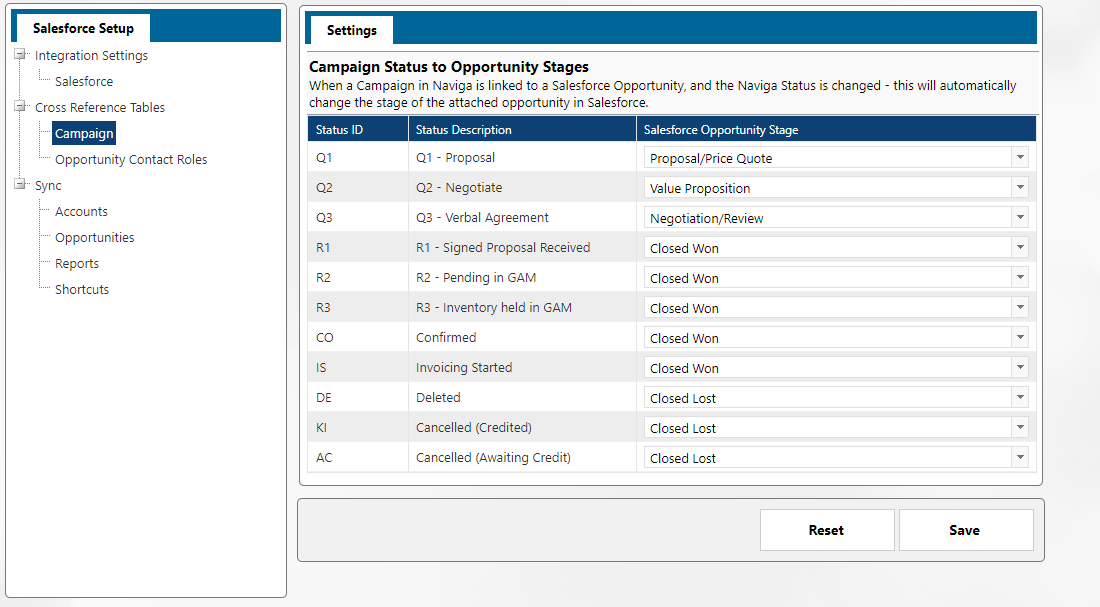 Salesforce Setup
Integration Settings
Salesforce
Cross Reference Tables
Campaign
Opportunity Contact Roles
Sync
Accounts
Opportunities
Reports
Shortcuts
Settings
Campaign Status to Opportunity Stages
When a Campaign in Naviga is linked to a Salesforce Opportunity, and the Naviga Status is changed - this will automatically
change the stage of the attached opportunity in Salesforce.
Status ID Status Description Salesforce Opportunity Stage
Q1 Q1 - Proposal Proposal/Price Quote
Q2 Q2 - Negotiate Value Proposition
Q3 Q3 - Verbal Agreement Negotiation/Review
R1 R1 - Signed Proposal Received Closed Won
R2 R2 - Pending in GAM Closed Won
R3 R3 - Inventory held in GAM Closed Won
CO Confirmed Closed Won
IS Invoicing Started Closed Won
DE Deleted Closed Lost
KI Cancelled (Credited) Closed Lost
AC Cancelled (Awaiting Credit) Closed Lost
Reset Save